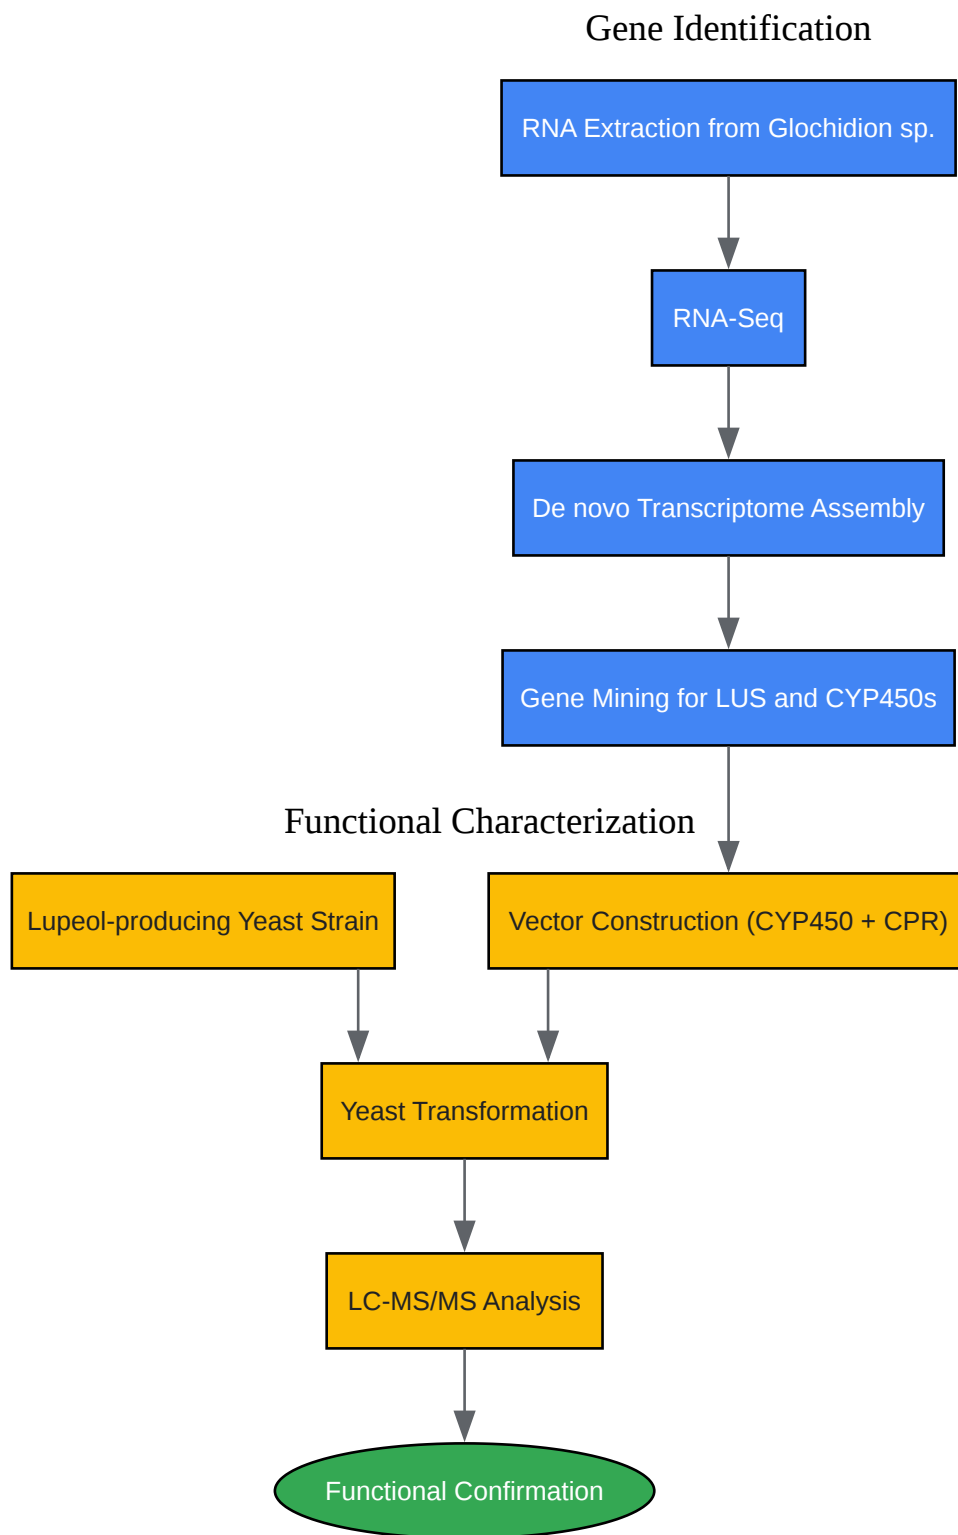 Gene Identification
RNA Extraction from Glochidion sp.
RNA-Seq
De novo Transcriptome Assembly
Gene Mining for LUS and CYP450s
Functional Characterization
Lupeol-producing Yeast Strain
Vector Construction (CYP450 + CPR)
Yeast Transformation
LC-MS/MS Analysis
Functional Confirmation